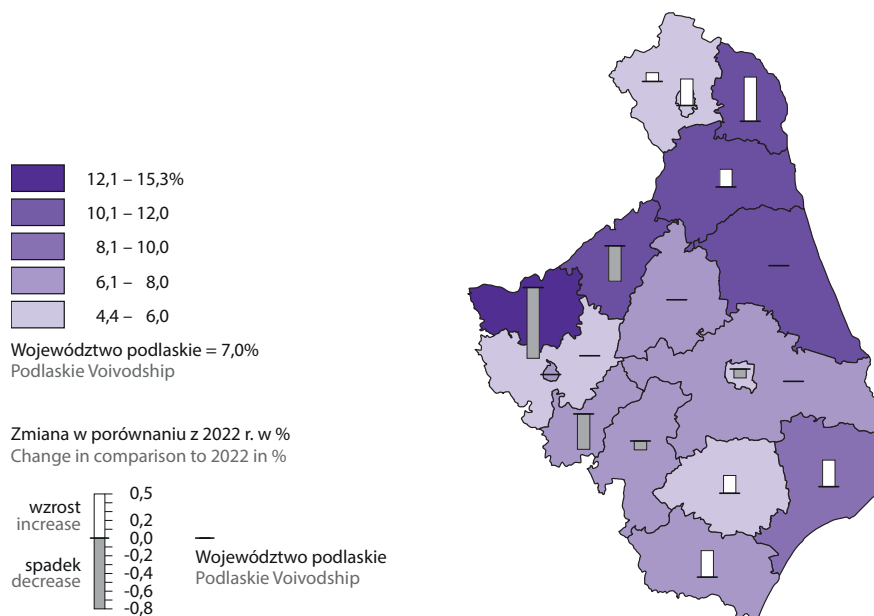 12,1 – 15,3%
10,1 – 12,0
8,1 – 10,0
6,1 – 8,0
4,4 – 6,0
Województwo podlaskie = 7,0%
Podlaskie Voivodship
Zmiana w porównaniu z 2022 r. w %
Change in comparison to 2022 in %
wzrost
increase
spadek
decrease
0,5
0,2
0,0
-0,2
-0,4
-0,6
-0,8
Województwo podlaskie
Podlaskie Voivodship